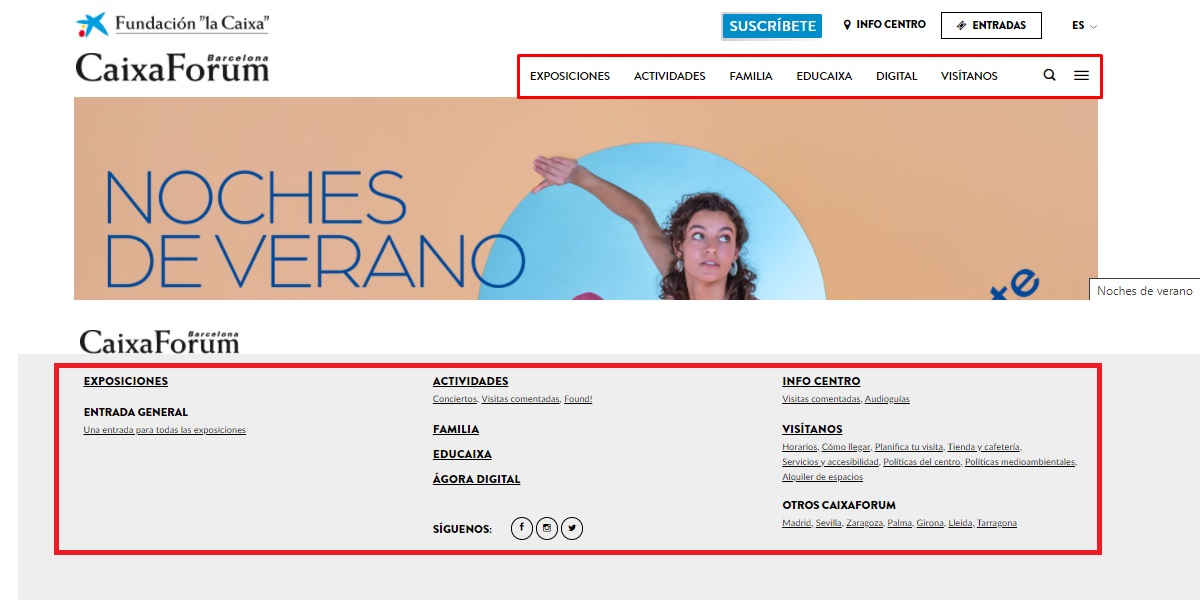 Fundación "la Caixa"
SUSCRÍBETE
INFO CENTRO
ENTRADAS
ES
Barcelona
CaixaForum
EXPOSICIONES ACTIVIDADES FAMILIA EDUCAIXA DIGITAL VISÍTANOS
NOCHES
DE VERANO
Noches de verano
Barcelona
CaixaForum
EXPOSICIONES
ENTRADA GENERAL
Una entrada para todas las exposiciones
ACTIVIDADES
Conciertos, Visitas comentadas, Found!
FAMILIA
EDUCAIXA
ÁGORA DIGITAL
SÍGUENOS:
INFO CENTRO
Visitas comentadas, Audioguías
VISÍTANOS
Horarios, Cómo llegar, Planifica tu visita, Tienda y cafetería,
Servicios y accesibilidad, Políticas del centro, Políticas medioambientales,
Alquiler de espacios
OTROS CAIXAFORUM
Madrid, Sevilla, Zaragoza, Palma, Girona, Lleida, Tarragona